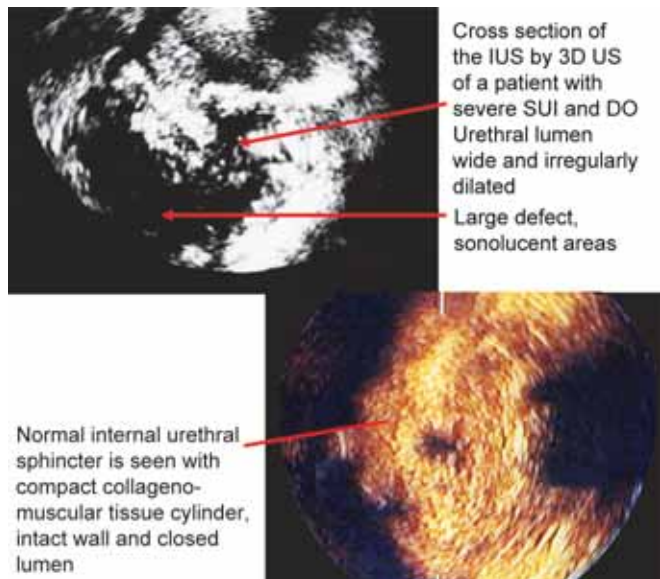 Cross section of
the IUS by 3D US
of a patient with
severe SUI and DO
Urethral lumen
wide and irregularly
dilated
Large defect,
sonolucent areas
Normal internal urethral
sphincter is seen with
compact collageno-
muscular tissue cylinder,
intact wall and closed
lumen